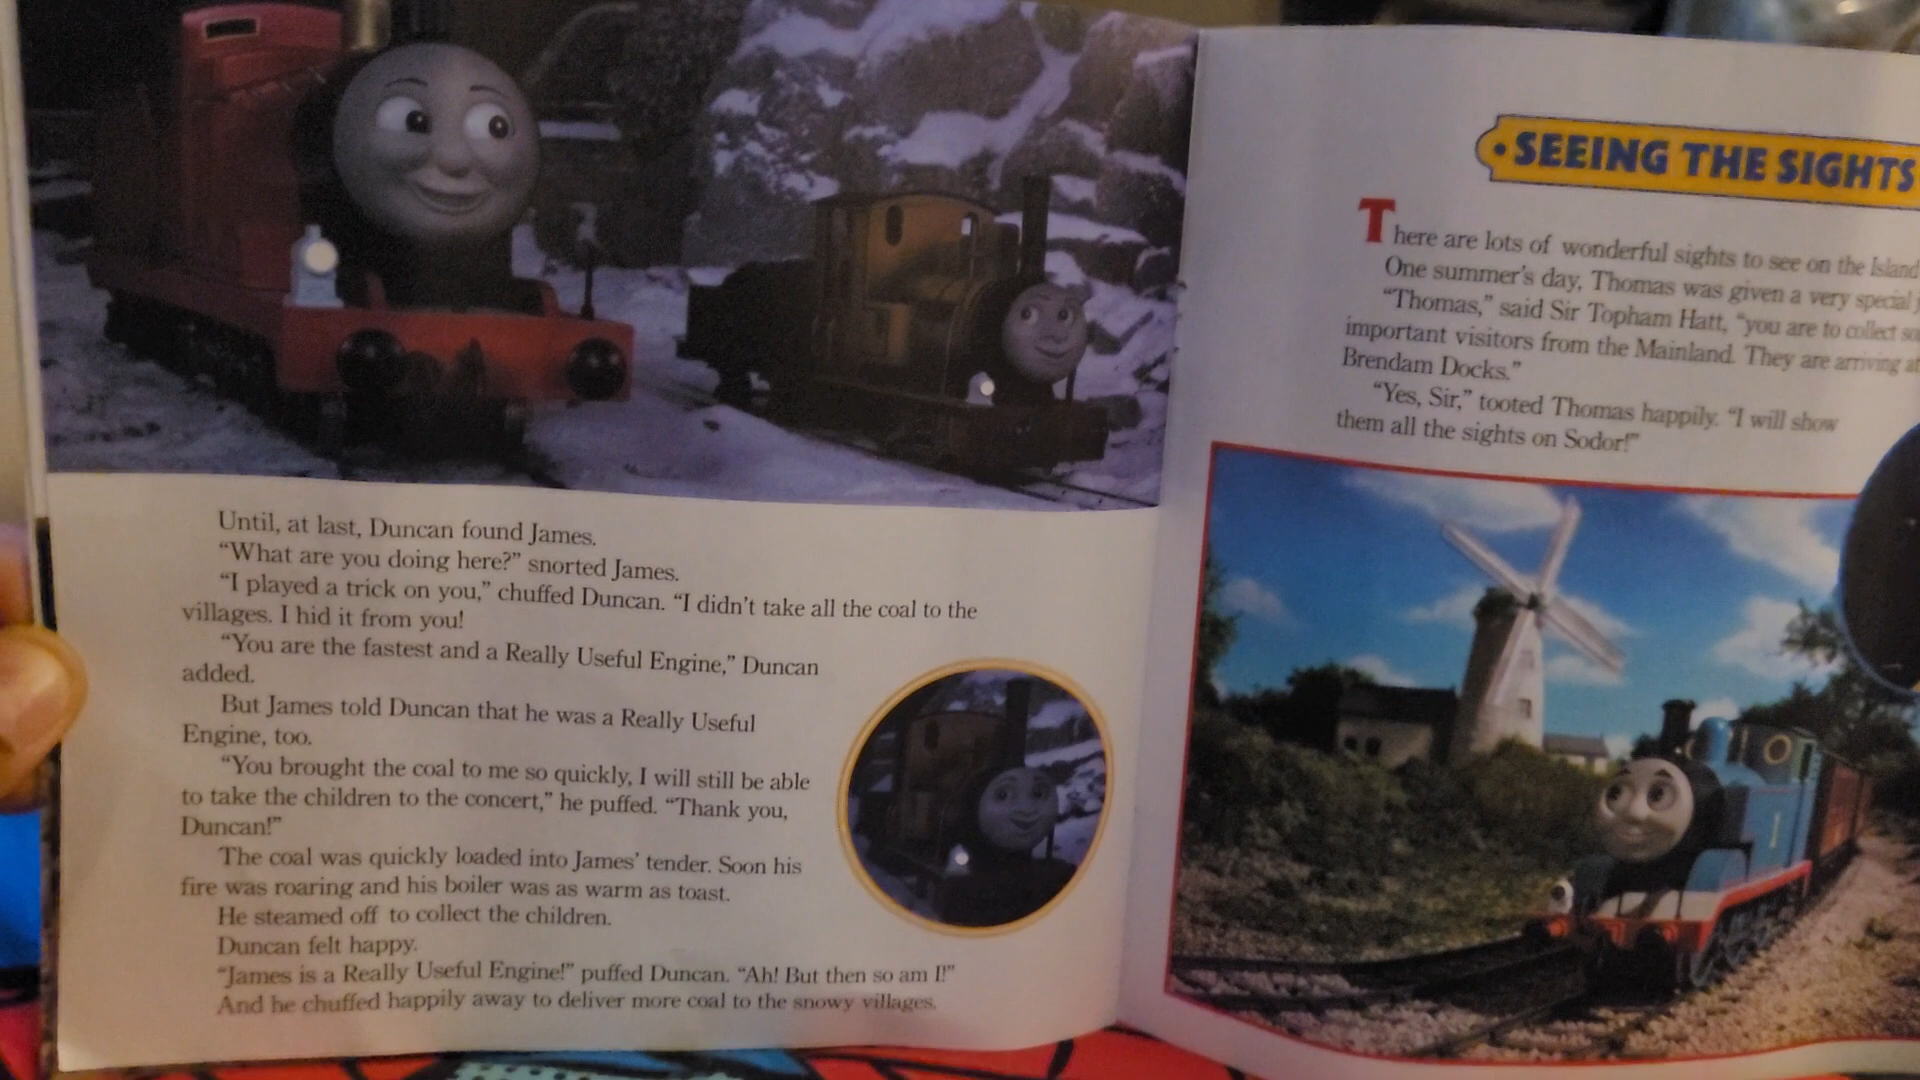 Until, at last, Duncan found James.
“What are you doing here?” snorted James.
“I played a trick on you,” chuffed Duncan. “I didn’t take all the coal to the
villages. I hid it from you!
“You are the fastest and a Really Useful Engine,” Duncan
added.
But James told Duncan that he was a Really Useful
Engine, too.
“You brought the coal to me so quickly, I will still be able
to take the children to the concert,” he puffed. “Thank you,
Duncan!”
The coal was quickly loaded into James’ tender. Soon his
fire was roaring and his boiler was as warm as toast.
He steamed off to collect the children.
Duncan felt happy.
“James is a Really Useful Engine!” puffed Duncan. “Ah! But then so am I!”
And he chuffed happily away to deliver more coal to the snowy villages.
SEEING THE SIGHTS
There are lots of wonderful sights to see on the Island
One summer’s day, Thomas was given a very special
“Thomas,” said Sir Topham Hatt, “you are to collect
important visitors from the Mainland. They are arriving at
Brendam Docks.”
“Yes, Sir,” tooted Thomas happily. “I will show
them all the sights on Sodor!”
1